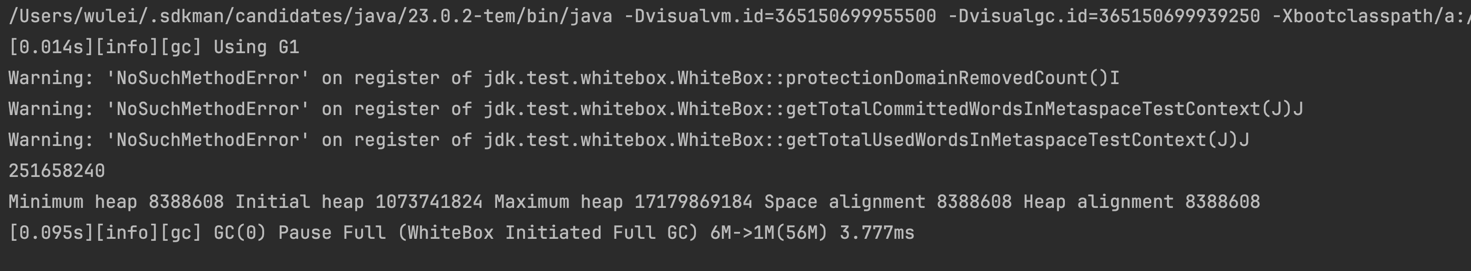 /Users/wulei/.sdkman/candidates/java/23.0.2-tem/bin/java -Dvisualvm.id=365150699955500 -Dvisualgc.id=365150699939250 -Xbootclasspath/a:/
[0.014s][info][gc] Using G1
Warning: 'NoSuchMethodError' on register of jdk.test.whitebox.WhiteBox::protectionDomainRemovedCount()I
Warning: 'NoSuchMethodError' on register of jdk.test.whitebox.WhiteBox::getTotalCommittedWordsInMetaspaceTestContext(J)J
Warning: 'NoSuchMethodError' on register of jdk.test.whitebox.WhiteBox::getTotalUsedWordsInMetaspaceTestContext(J)J
251658240
Minimum heap 8388608 Initial heap 1073741824 Maximum heap 17179869184 Space alignment 8388608 Heap alignment 8388608
[0.095s][info][gc] GC(0) Pause Full (WhiteBox Initiated Full GC) 6M->1M(56M) 3.777ms